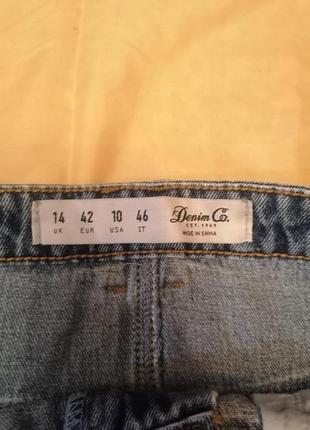 14 42 10 46
UK EUR USA IT
Denim Co.
EST. 1969
MADE IN CHINA